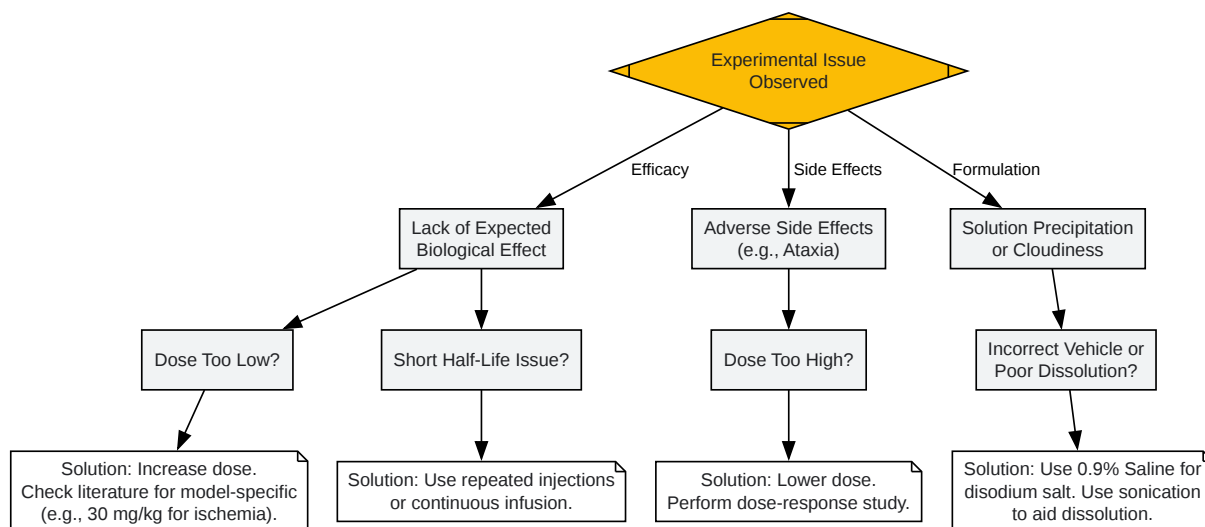 Experimental Issue
Observed
Efficacy
Side Effects
Formulation
Lack of Expected
Biological Effect
Adverse Side Effects
(e.g., Ataxia)
Solution Precipitation
or Cloudiness
Dose Too Low?
Short Half-Life Issue?
Dose Too High?
Incorrect Vehicle or
Poor Dissolution?
Solution: Increase dose.
Check literature for model-specific
(e.g., 30 mg/kg for ischemia).
Solution: Use repeated injections
or continuous infusion.
Solution: Lower dose.
Perform dose-response study.
Solution: Use 0.9% Saline for
disodium salt. Use sonication
to aid dissolution.